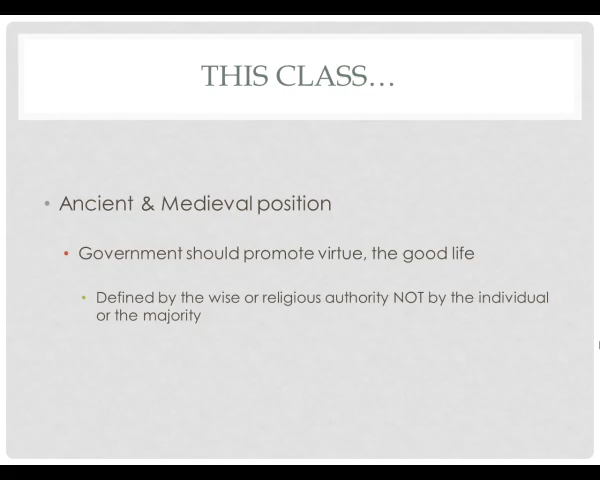 THIS CLASS...
• Ancient & Medieval position
• Government should promote virtue, the good life
• Defined by the wise or religious authority NOT by the individual
or the majority